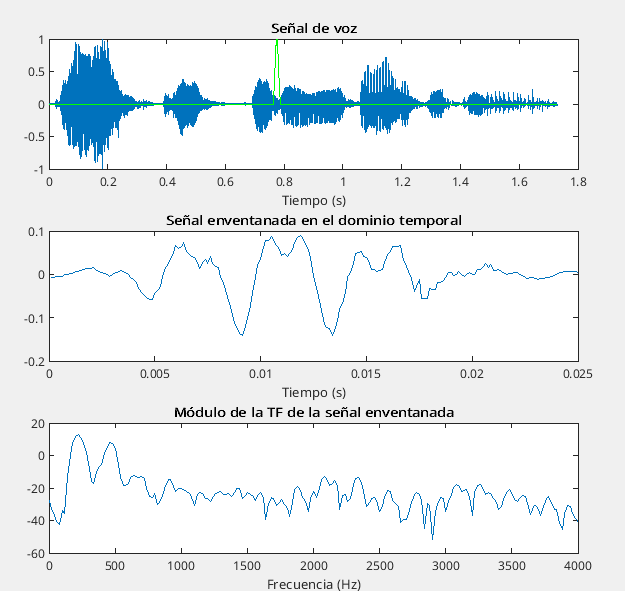 Señal de voz
1
0.5
0
-0.5
-1
0 0.2 0.4 0.6 0.8 1 1.2 1.4 1.6 1.8
Tiempo (s)
Señal enventanada en el dominio temporal
0.1
0
-0.1
-0.2
0 0.005 0.01 0.015 0.02 0.025
Tiempo (s)
Módulo de la TF de la señal enventanada
20
0
-20
-40
-60
0 500 1000 1500 2000 2500 3000 3500 4000
Frecuencia (Hz)